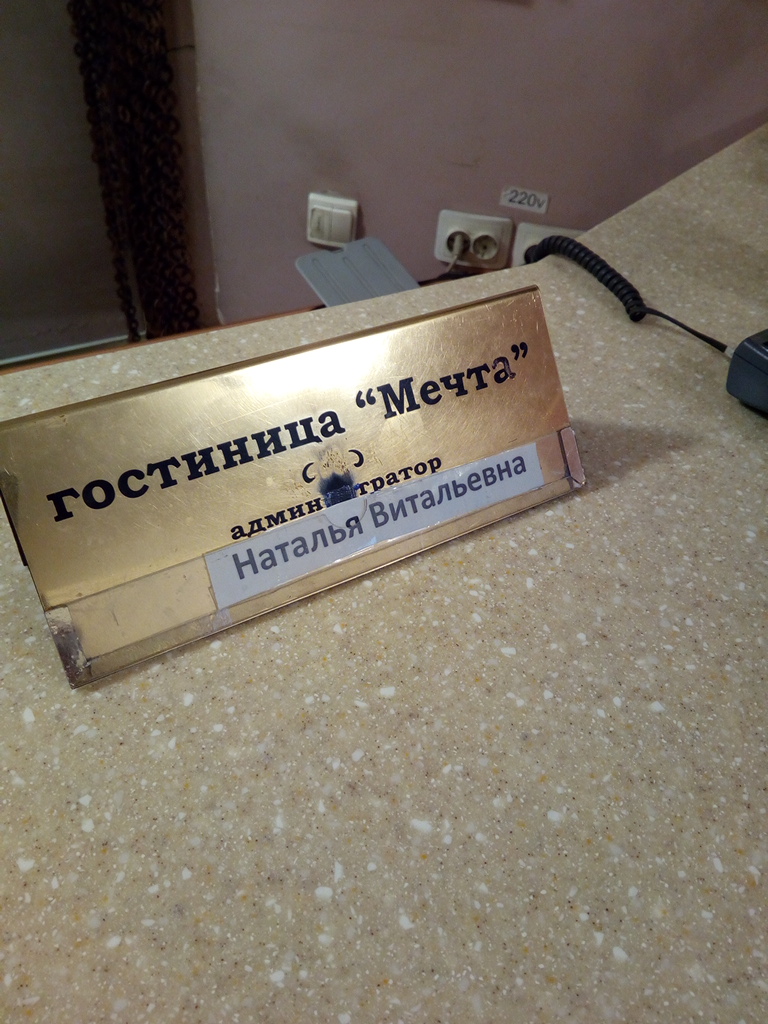 220v
гостиница “Мечта”
администратор
Наталья Витальевна